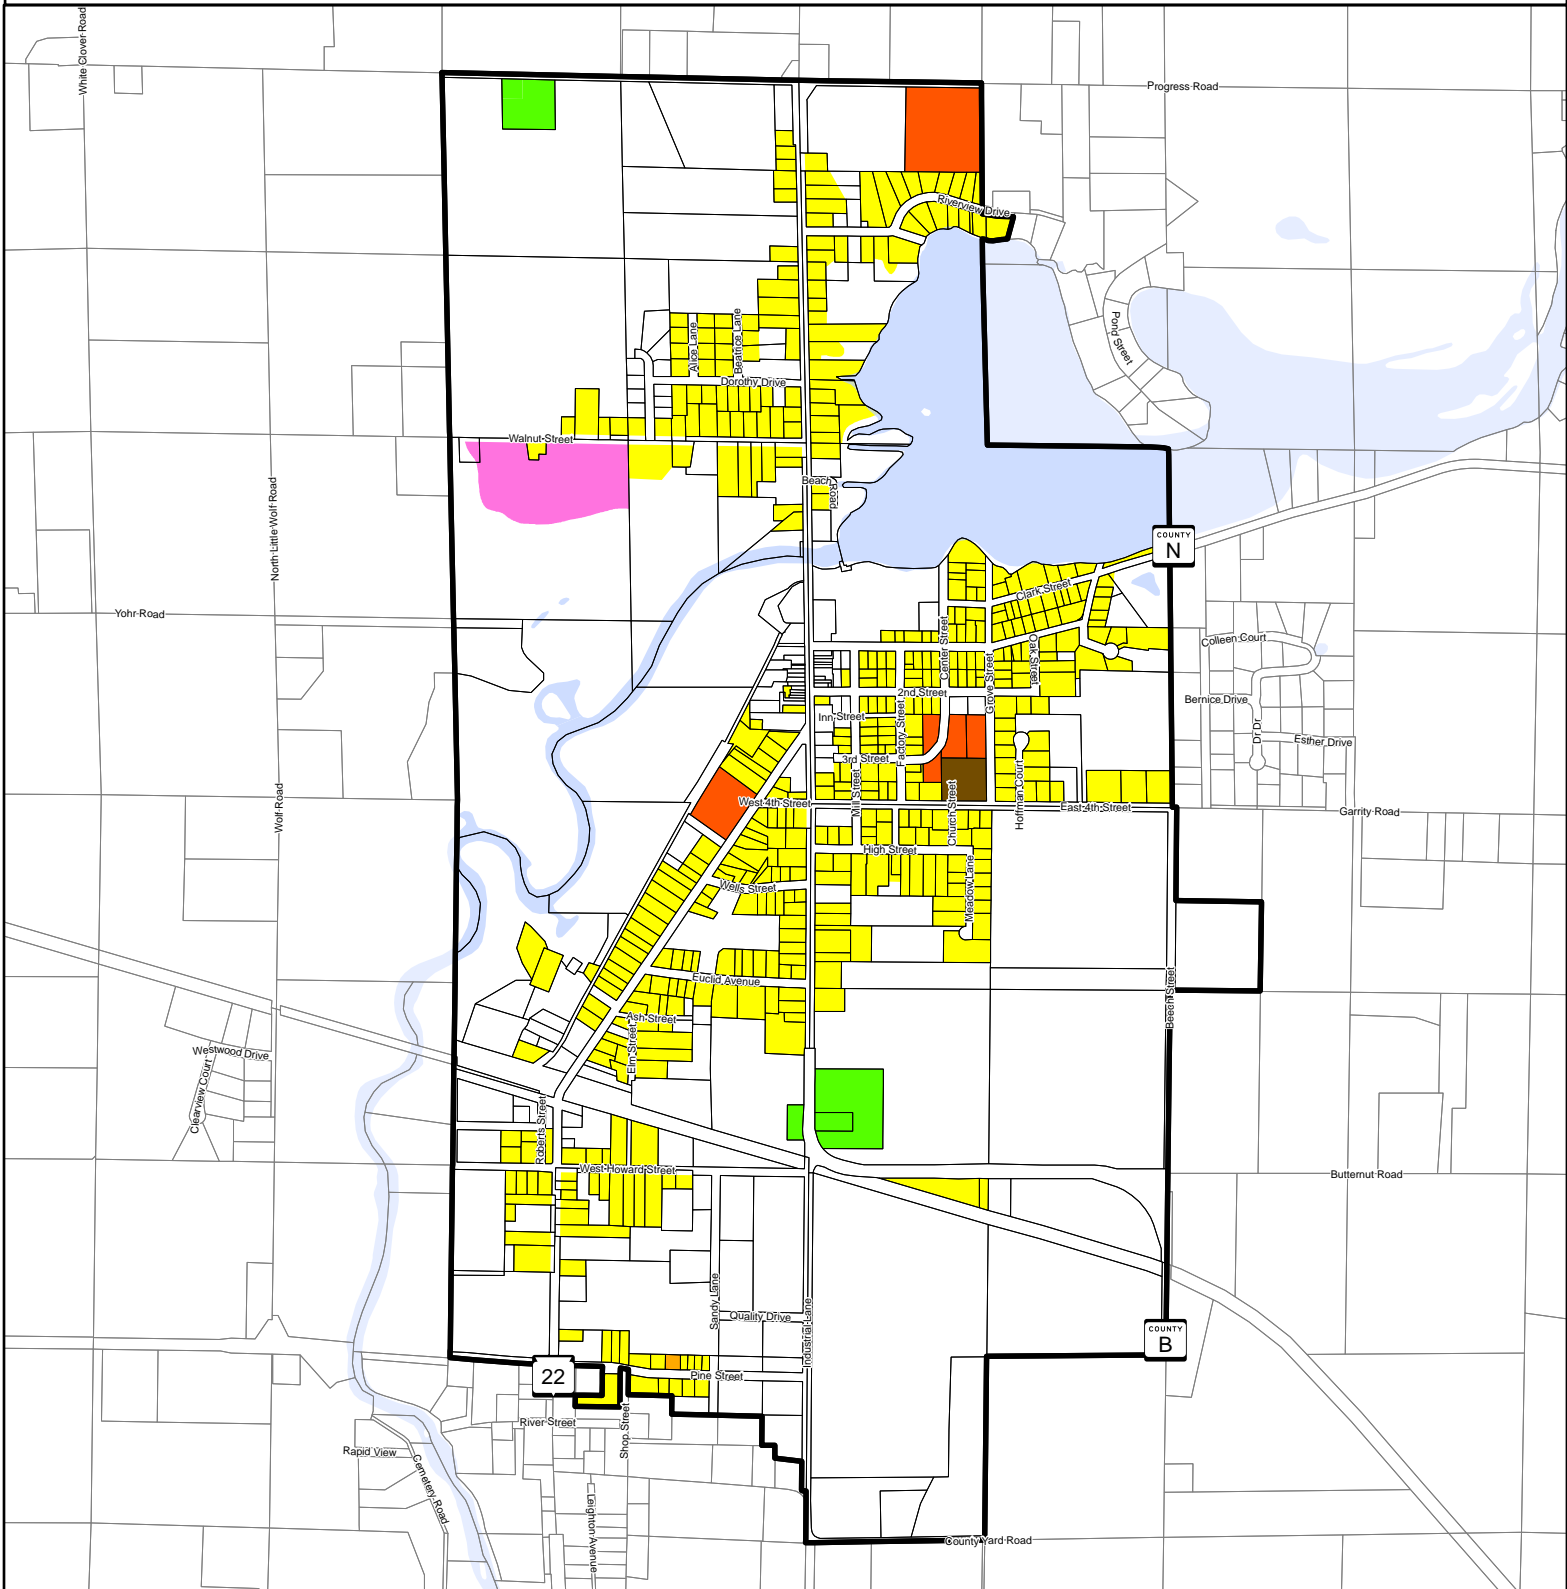 White Clover Road
Progress Road
Riverview Drive
Pond Street
Alice Lane
Beatrice Lane
Dorothy Drive
Walnut Street
Beach Road
North Little Wolf Road
COUNTY
N
Clark Street
Yohr Road
Center Street
Oak Street
Colleen Court
Grove Street
2nd Street
Bernice Drive
Inn Street
Factory Street
Dr Dr
Esther Drive
3rd Street
Hoffman Court
Mill Street
Church Street
West 4th Street
East 4th Street
Garrity Road
Wolf Road
High Street
Wells Street
Meadow Lane
Euclid Avenue
Beech Street
Ash Street
Elm Street
Westwood Drive
Clearview Court
Roberts Street
West Howard Street
Butternut Road
Sandy Lane
Quality Drive
Industrial Lane
COUNTY
B
22
Pine Street
River Street
Shop Street
Rapid View
Cemetery Road
Leighton Avenue
County Yard Road